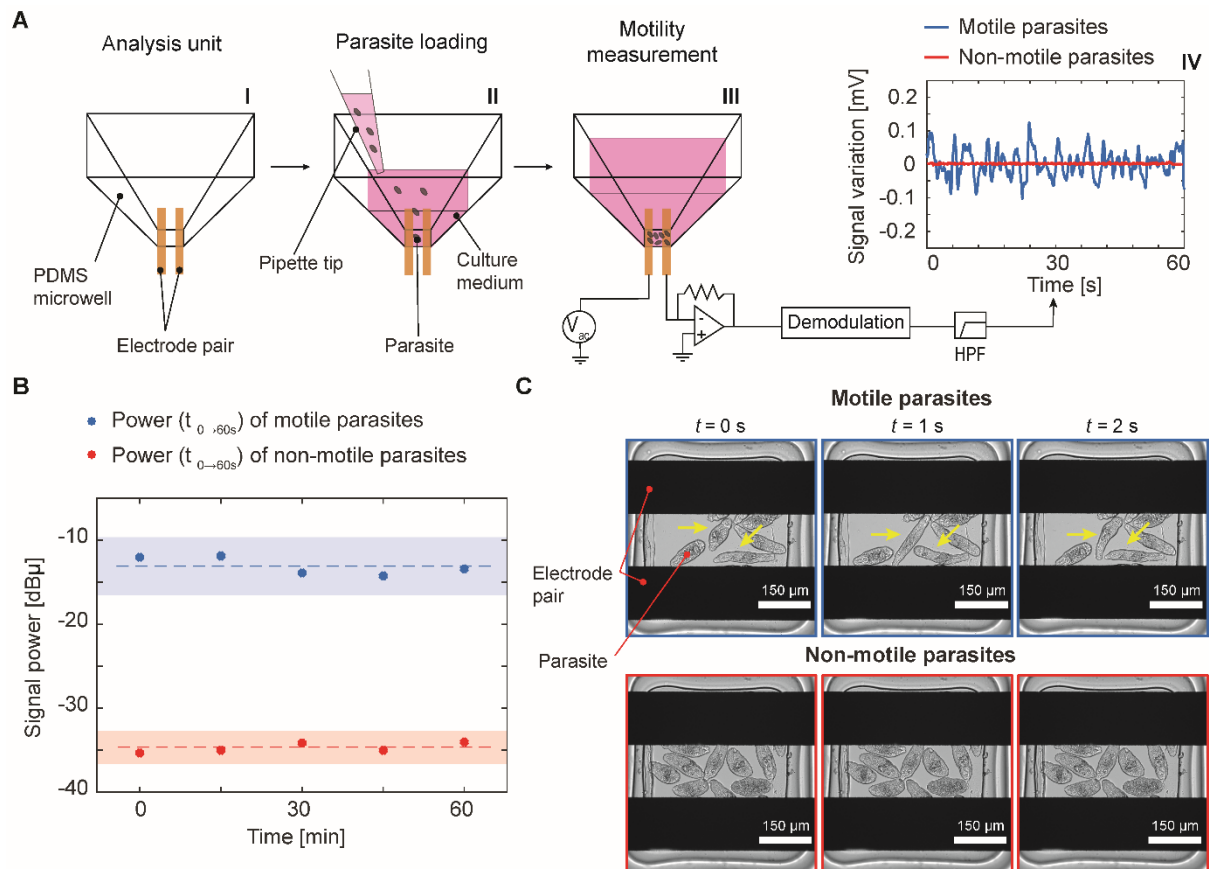 A
Analysis unit
Parasite loading
Motility
measurement
Motile parasites
Non-motile parasites
I
II
III
IV
PDMS
microwell
Electrode pair
Pipette tip
Parasite
Culture
medium
Vac
-
+
Demodulation
HPF
Signal variation [mV]
0.2
0.1
0
-0.1
-0.2
0 30 60
Time [s]
B
Power (t 0→60s) of motile parasites
Power (t 0→60s) of non-motile parasites
Signal power [dBµ]
-10
-20
-30
-40
0 30 60
Time [min]
C
Motile parasites
t = 0 s t = 1 s t = 2 s
Electrode
pair
Parasite
150 µm 150 µm 150 µm
Non-motile parasites
150 µm 150 µm 150 µm